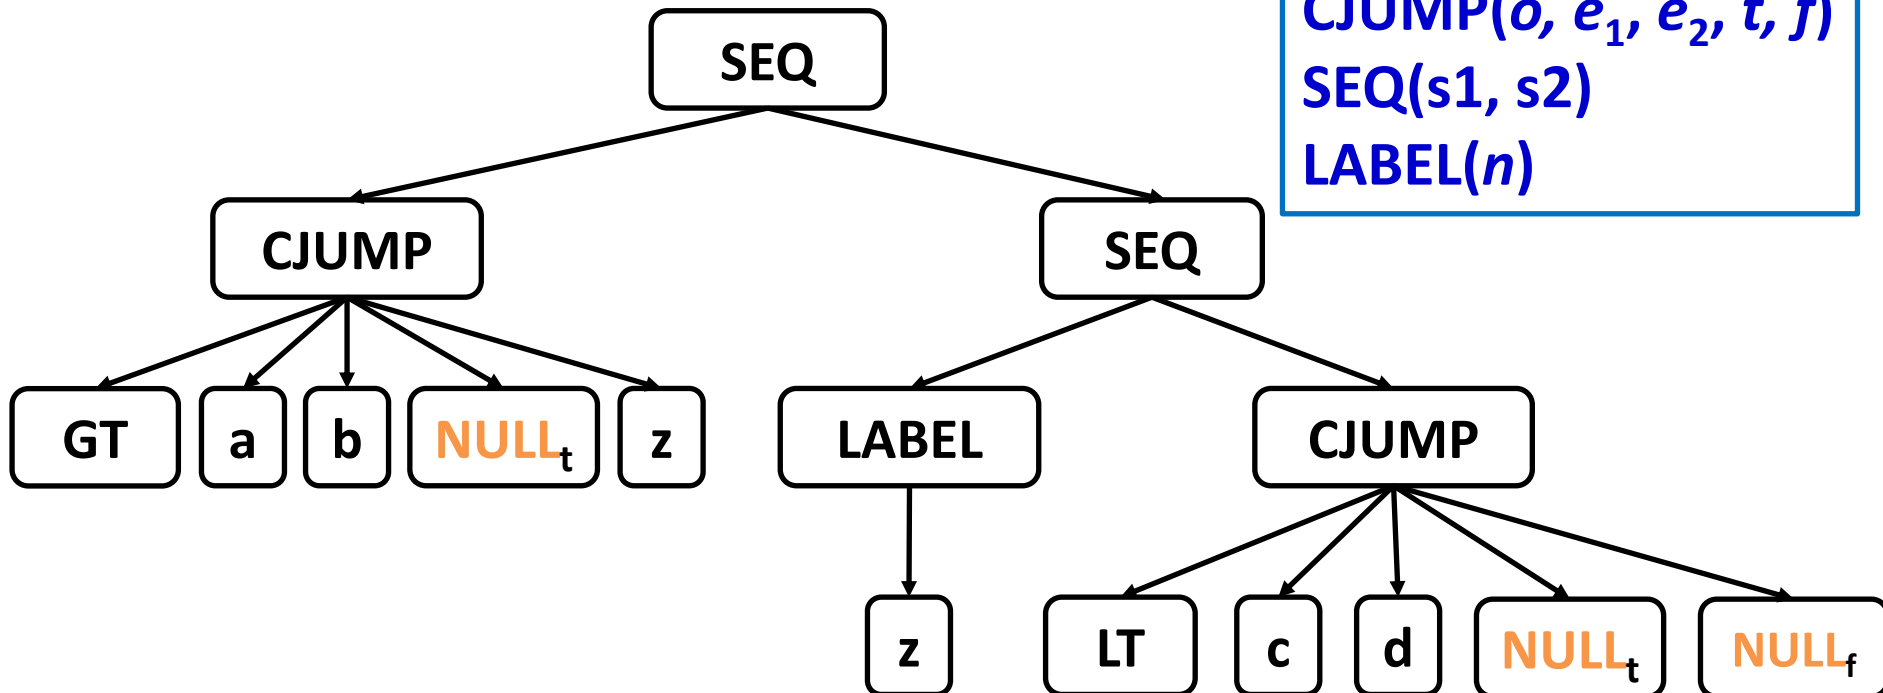 SEQ
CJUMP(o, e1, e2, t, f)
SEQ(s1, s2)
LABEL(n)
CJUMP
SEQ
GT
a
b
NULLt
z
LABEL
CJUMP
z
LT
c
d
NULLt
NULLf